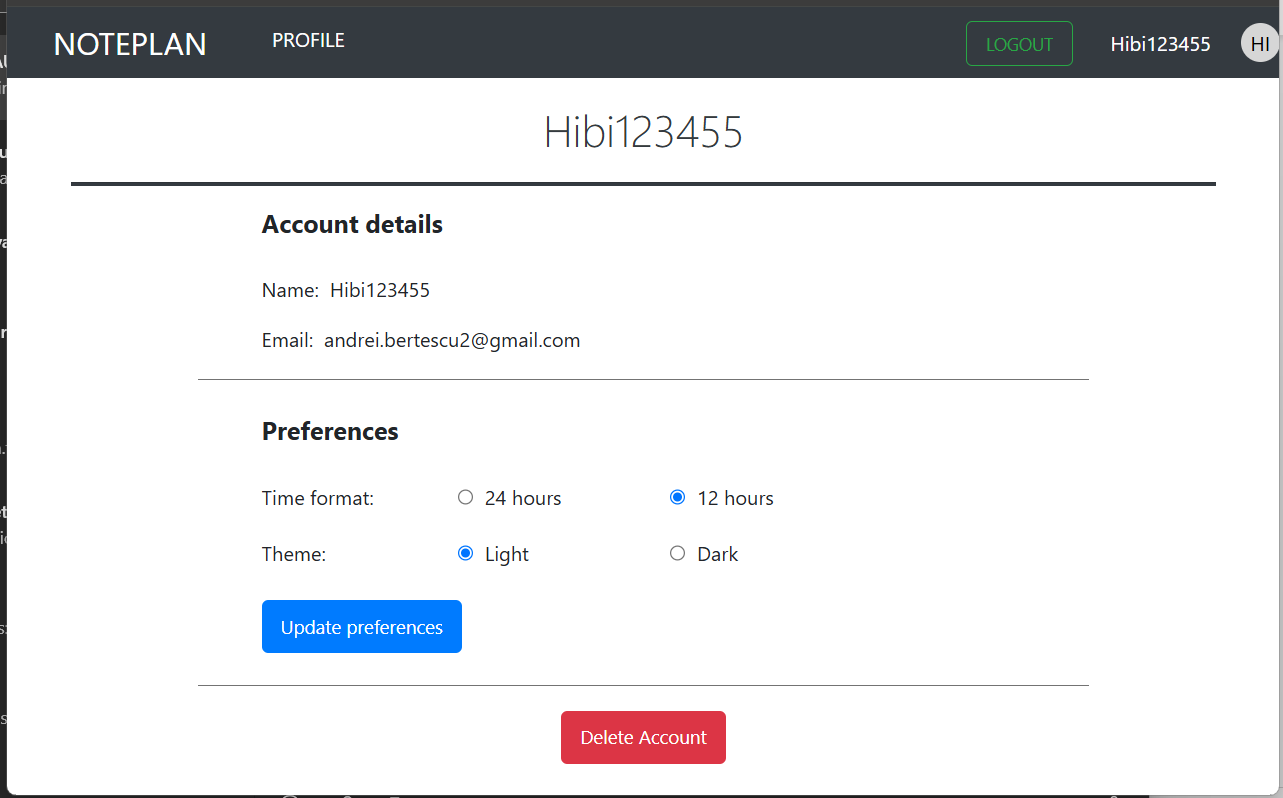 NOTEPLAN PROFILE LOGOUT Hibi123455 HI
Hibi123455
Account details
Name: Hibi123455
Email: andrei.bertescu2@gmail.com
Preferences
Time format: 24 hours 12 hours
Theme: Light Dark
Update preferences
Delete Account